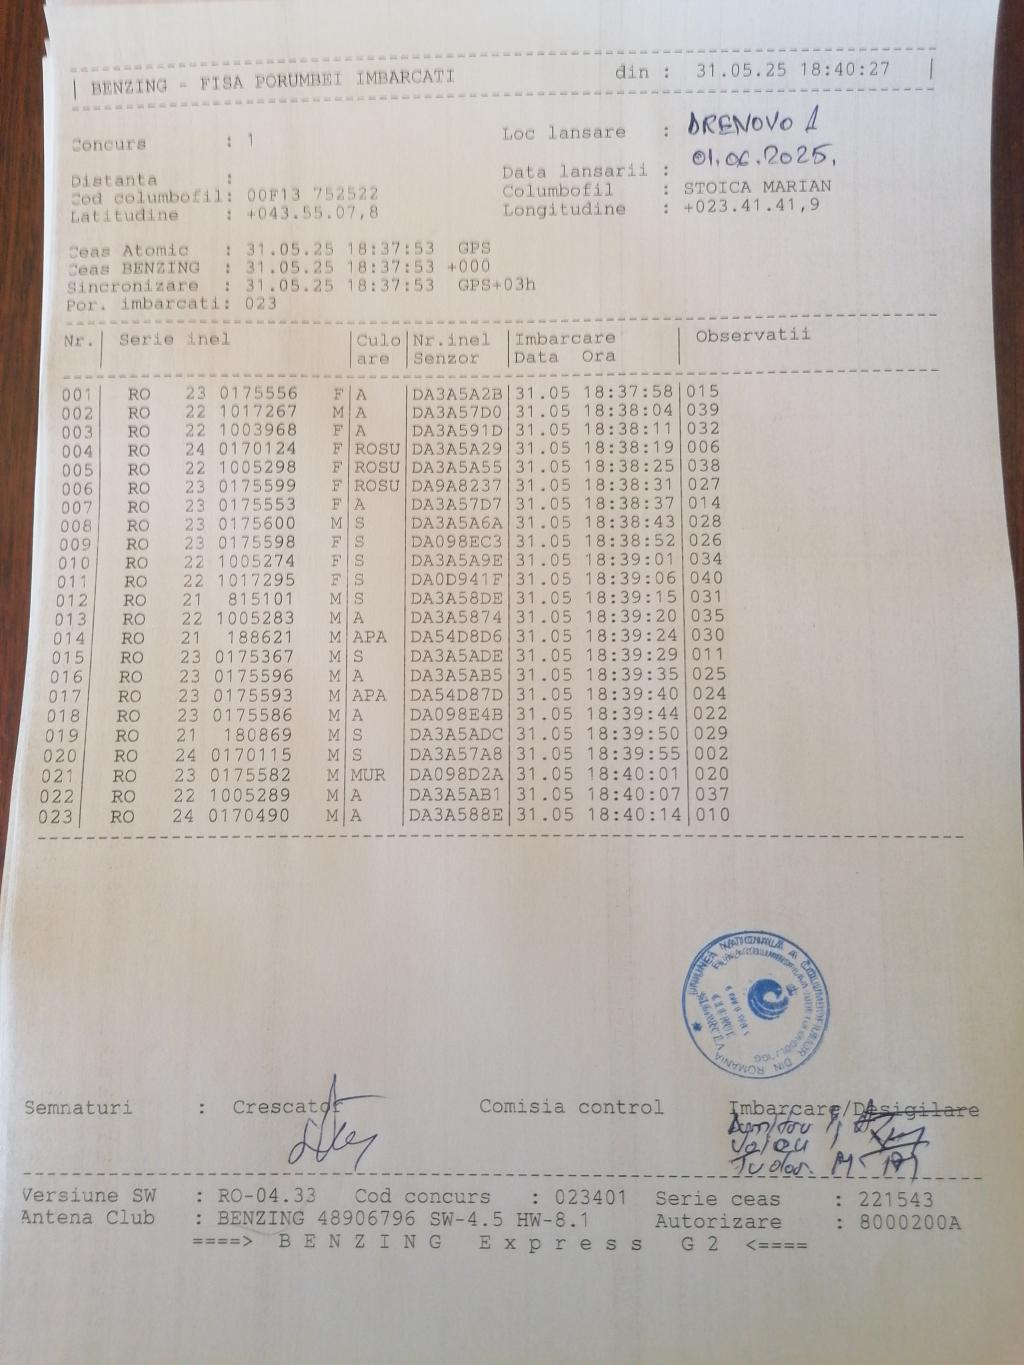 BENZING - FISA PORUMBEI IMBARCATI din : 31.05.25 18:40:27
Concurs : 1 Loc lansare : DRENOVO 1
Distanta : Data lansarii : 01.06.2025,
Cod columbofil: 00F13 752522 Columbofil : STOICA MARIAN
Latitudine : +043.55.07,8 Longitudine : +023.41.41,9
Ceas Atomic : 31.05.25 18:37:53 GPS
Ceas BENZING : 31.05.25 18:37:53 +000
Sincronizare : 31.05.25 18:37:53 GPS+03h
Por. imbarcati: 023
Nr. Serie inel Culo Nr.inel Imbarcare Observatii
are Senzor Data Ora
001 RO 23 0175556 F A DA3A5A2B 31.05 18:37:58 015
002 RO 22 1017267 M A DA3A57D0 31.05 18:38:04 039
003 RO 22 1003968 F A DA3A591D 31.05 18:38:11 032
004 RO 24 0170124 F ROSU DA3A5A29 31.05 18:38:19 006
005 RO 22 1005298 F ROSU DA3A5A55 31.05 18:38:25 038
006 RO 23 0175599 F ROSU DA9A8237 31.05 18:38:31 027
007 RO 23 0175553 F A DA3A57D7 31.05 18:38:37 014
008 RO 23 0175600 M S DA3A5A6A 31.05 18:38:43 028
009 RO 23 0175598 F S DA098EC3 31.05 18:38:52 026
010 RO 22 1005274 F S DA3A5A9E 31.05 18:39:01 034
011 RO 22 1017295 F S DA0D941F 31.05 18:39:06 040
012 RO 21 815101 M S DA3A58DE 31.05 18:39:15 031
013 RO 22 1005283 M A DA3A5874 31.05 18:39:20 035
014 RO 21 188621 M APA DA54D8D6 31.05 18:39:24 030
015 RO 23 0175367 M S DA3A5ADE 31.05 18:39:29 011
016 RO 23 0175596 M A DA3A5AB5 31.05 18:39:35 025
017 RO 23 0175593 M APA DA54D87D 31.05 18:39:40 024
018 RO 23 0175586 M A DA098E4B 31.05 18:39:44 022
019 RO 21 180869 M S DA3A5ADC 31.05 18:39:50 029
020 RO 24 0170115 M S DA3A57A8 31.05 18:39:55 002
021 RO 23 0175582 M MUR DA098D2A 31.05 18:40:01 020
022 RO 22 1005289 M A DA3A5AB1 31.05 18:40:07 037
023 RO 24 0170490 M A DA3A588E 31.05 18:40:14 010
UNIUNEA NATIONALA A COLUMBOFILILOR DIN ROMANIA
Semnaturi : Crescator Comisia control Imbarcare/Desigilare
Tudor M
Versiune SW : RO-04.33 Cod concurs : 023401 Serie ceas : 221543
Antena Club : BENZING 48906796 SW-4.5 HW-8.1 Autorizare : 8000200A
====> BENZING Express G2 <====